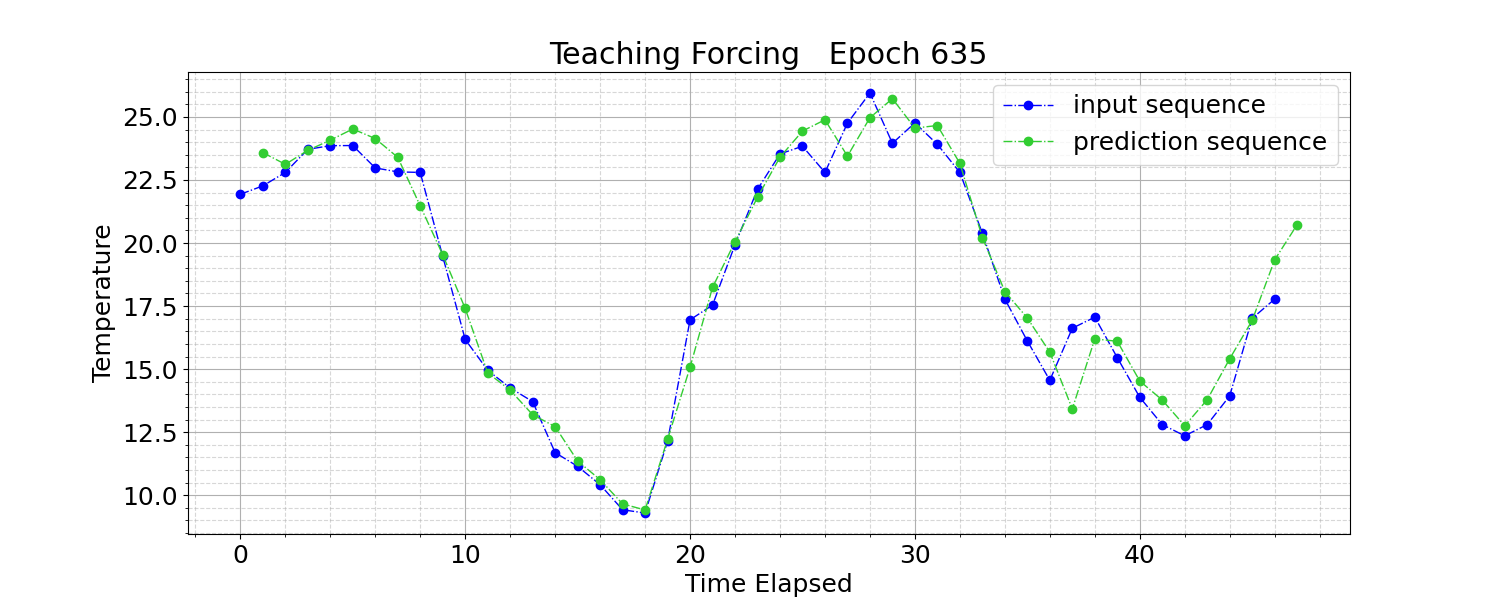 Teaching Forcing   Epoch 635
input sequence
prediction sequence
Temperature
25.0
22.5
20.0
17.5
15.0
12.5
10.0
0 10 20 30 40
Time Elapsed